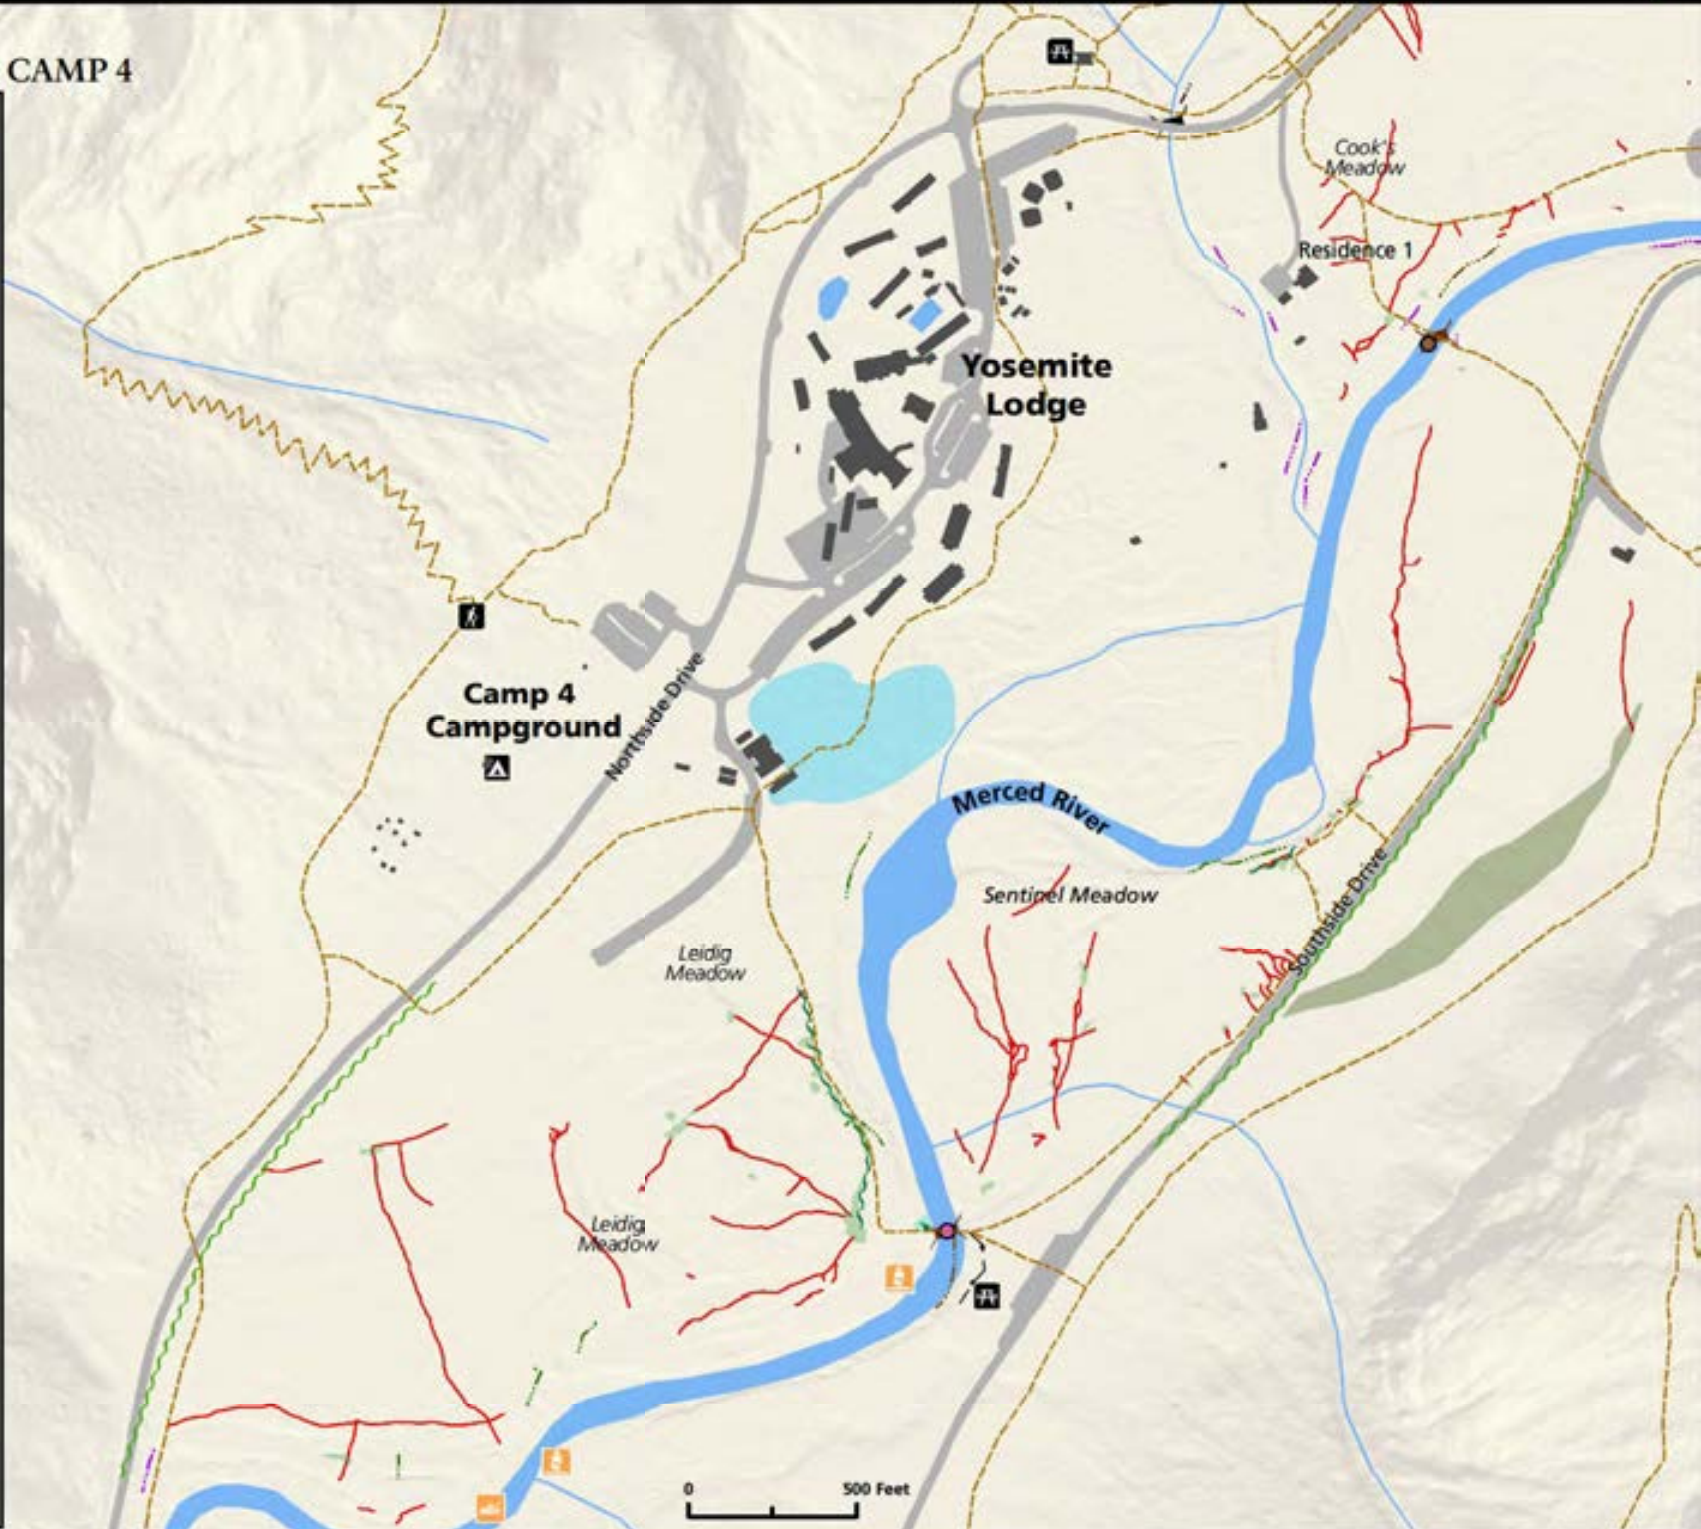 CAMP 4
Cook's
Meadow
Residence 1
Yosemite
Lodge
Camp 4
Campground
Northside Drive
Merced River
Sentinel Meadow
Southside Drive
Leidig
Meadow
Leidig
Meadow
0
500 Feet